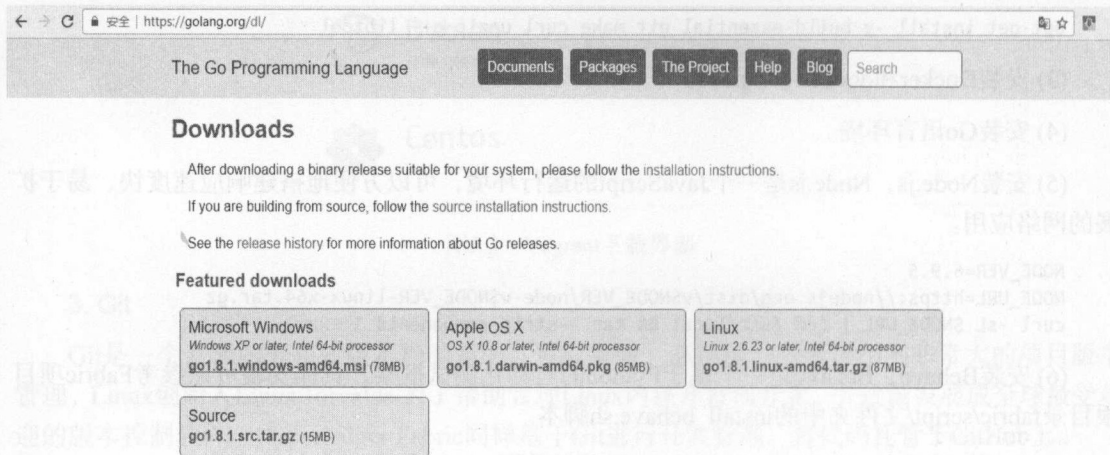 安全 | https://golang.org/dl/
The Go Programming Language
Documents Packages The Project Help Blog Search
Downloads
After downloading a binary release suitable for your system, please follow the installation instructions.
If you are building from source, follow the source installation instructions.
See the release history for more information about Go releases.
Featured downloads
Microsoft Windows
Windows XP or later, Intel 64-bit processor
go1.8.1.windows-amd64.msi (78MB)
Apple OS X
OS X 10.8 or later, Intel 64-bit processor
go1.8.1.darwin-amd64.pkg (85MB)
Linux
Linux 2.6.23 or later, Intel 64-bit processor
go1.8.1.linux-amd64.tar.gz (87MB)
Source
go1.8.1.src.tar.gz (15MB)